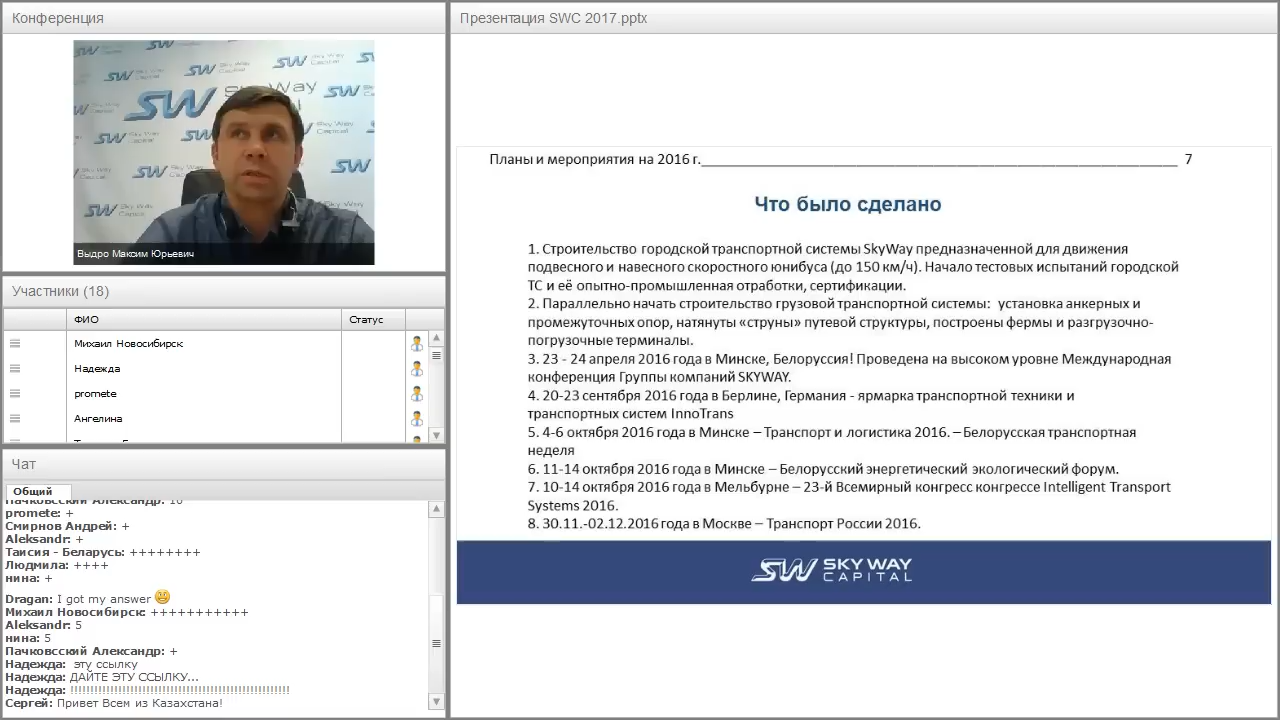 Конференция
SW
Sky Way
Capital
Выдро Максим Юрьевич
Участники (18)
ФИО
Статус
Михаил Новосибирск
Надежда
promete
Ангелина
Чат
Общий
Пачковсский Александр: 10
promete: +
Смирнов Андрей: +
Aleksandr: +
Таисия - Беларусь: ++++++++
Людмила: ++++
нина: +
Dragan: I got my answer
Михаил Новосибирск: +++++++++++
Aleksandr: 5
нина: 5
Пачковсский Александр: +
Надежда: эту ссылку
Надежда: ДАЙТЕ ЭТУ ССЫЛКУ...
Надежда: !!!!!!!!!!!!!!!!!!!!!!!!!!!!!!!!!!!!!!!!!!!!!!!!!!!!!!!
Сергей: Привет Всем из Казахстана!
Презентация SWC 2017.pptx
Планы и мероприятия на 2016 г.____________________________________________________________ 7
Что было сделано
1. Строительство городской транспортной системы SkyWay предназначенной для движения
подвесного и навесного скоростного юнибуса (до 150 км/ч). Начало тестовых испытаний городской
ТС и её опытно-промышленная отработки, сертификации.
2. Параллельно начать строительство грузовой транспортной системы: установка анкерных и
промежуточных опор, натянуты «струны» путевой структуры, построены фермы и разгрузочно-
погрузочные терминалы.
3. 23 - 24 апреля 2016 года в Минске, Белоруссия! Проведена на высоком уровне Международная
конференция Группы компаний SKYWAY.
4. 20-23 сентября 2016 года в Берлине, Германия - ярмарка транспортной техники и
транспортных систем InnoTrans
5. 4-6 октября 2016 года в Минске – Транспорт и логистика 2016. – Белорусская транспортная
неделя
6. 11-14 октября 2016 года в Минске – Белорусский энергетический экологический форум.
7. 10-14 октября 2016 года в Мельбурне – 23-й Всемирный конгресс конгрессе Intelligent Transport
Systems 2016.
8. 30.11.-02.12.2016 года в Москве – Транспорт России 2016.
SW SKY WAY
CAPITAL